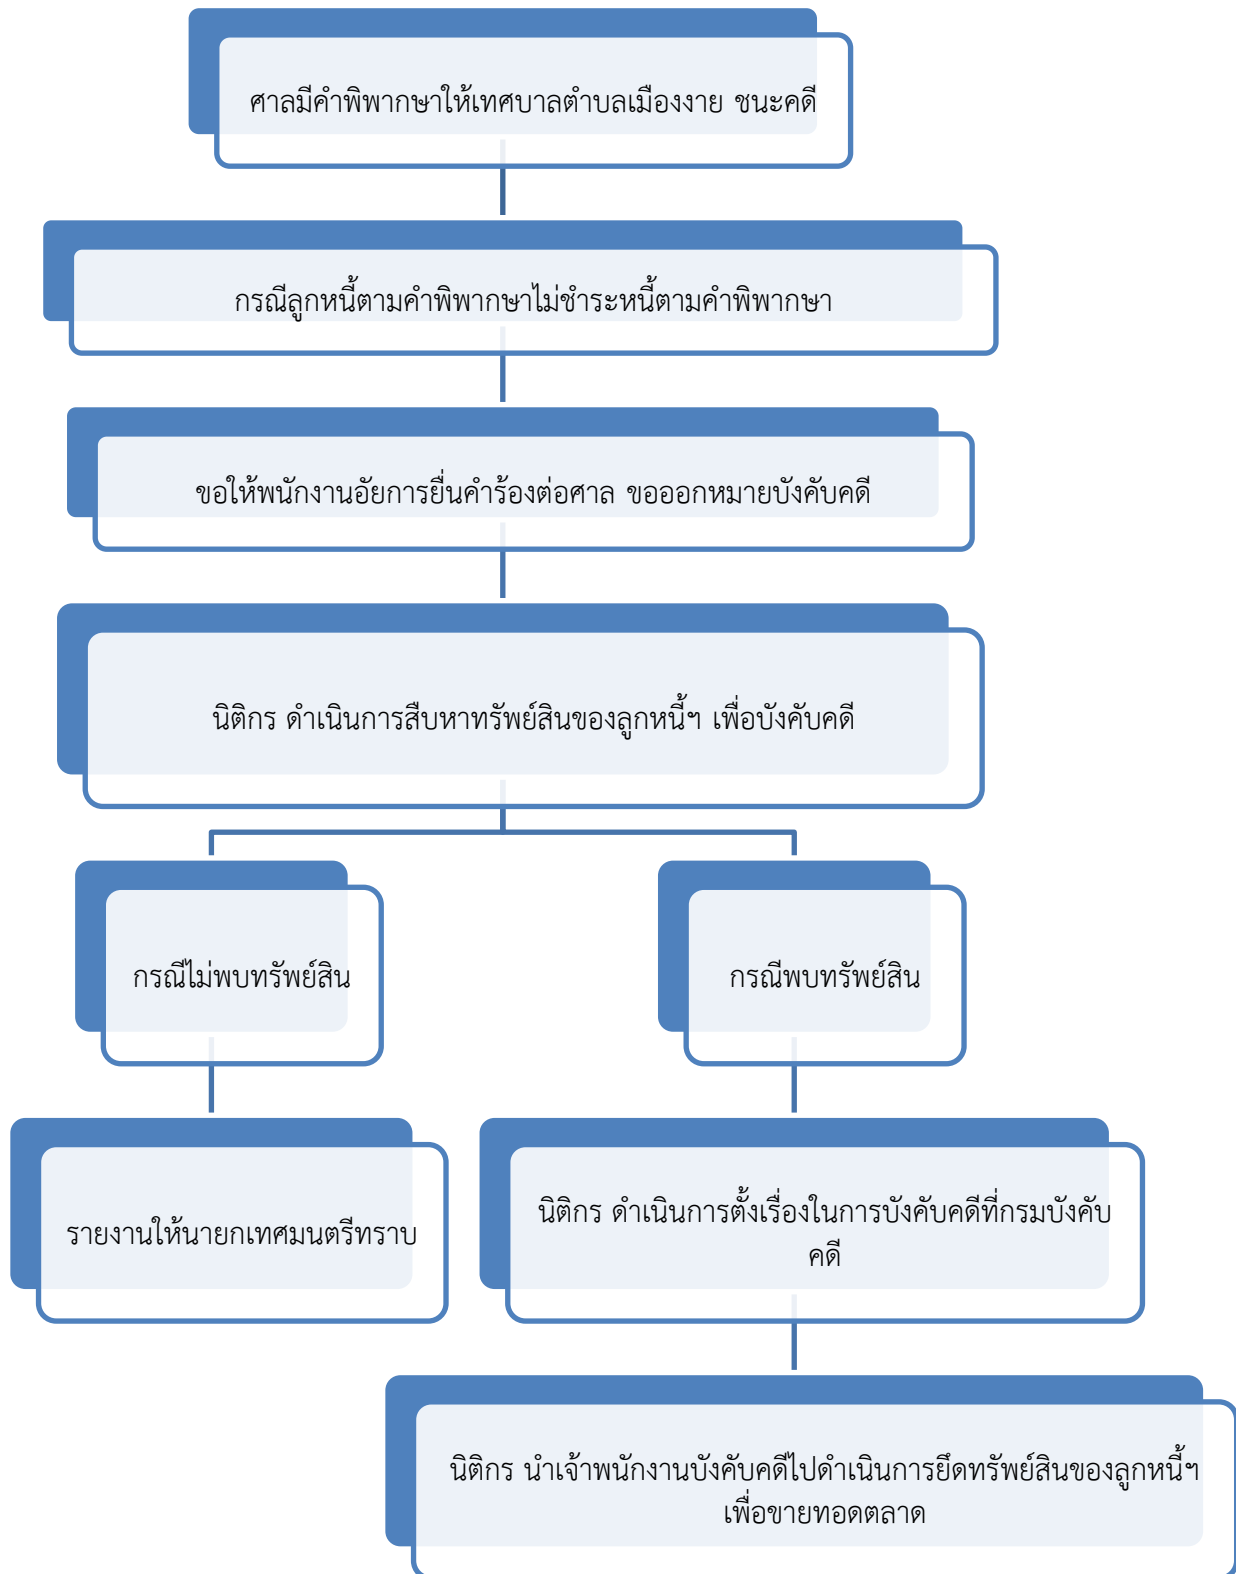 ศาลมีคำพิพากษาให้เทศบาลตำบลเมืองงาย ชนะคดี
กรณีลูกหนี้ตามคำพิพากษาไม่ชำระหนี้ตามคำพิพากษา
ขอให้พนักงานอัยการยื่นคำร้องต่อศาล ขอออกหมายบังคับคดี
นิติกร ดำเนินการสืบหาทรัพย์สินของลูกหนี้ฯ เพื่อบังคับคดี
กรณีไม่พบทรัพย์สิน
กรณีพบทรัพย์สิน
รายงานให้นายกเทศมนตรีทราบ
นิติกร ดำเนินการตั้งเรื่องในการบังคับคดีที่กรมบังคับ
คดี
นิติกร นำเจ้าพนักงานบังคับคดีไปดำเนินการยึดทรัพย์สินของลูกหนี้ฯ
เพื่อขายทอดตลาด